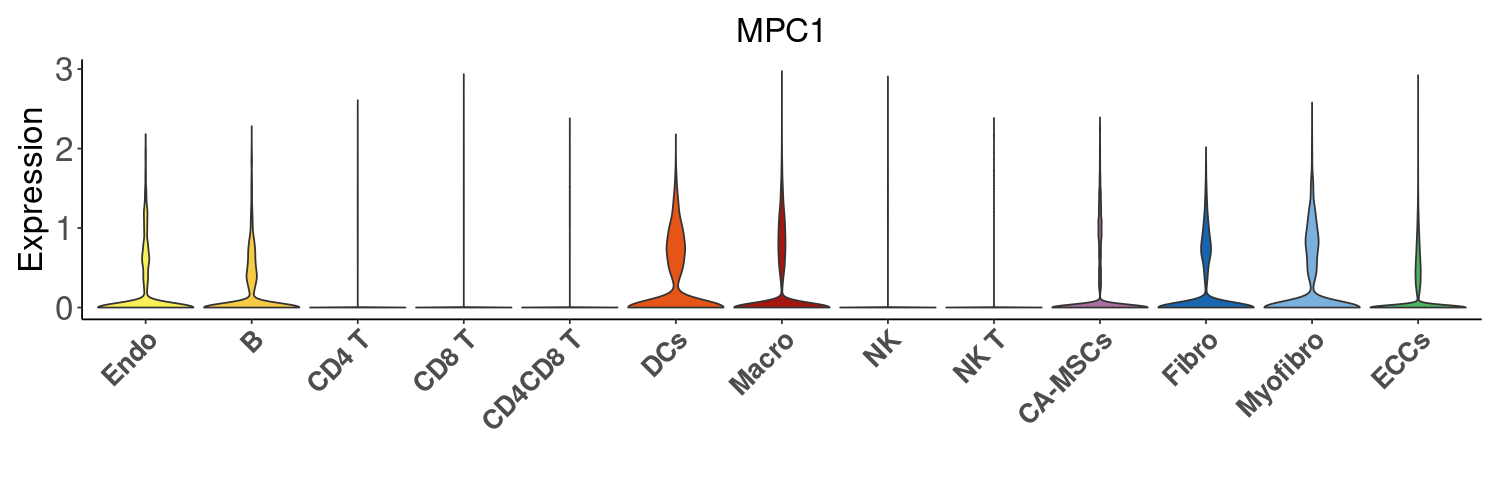 MPC1
Expression
3
2
1
0
Endo
B
CD4 T
CD8 T
CD4CD8 T
DCs
Macro
NK
NK T
CA-MSCs
Fibro
Myofibro
ECCs